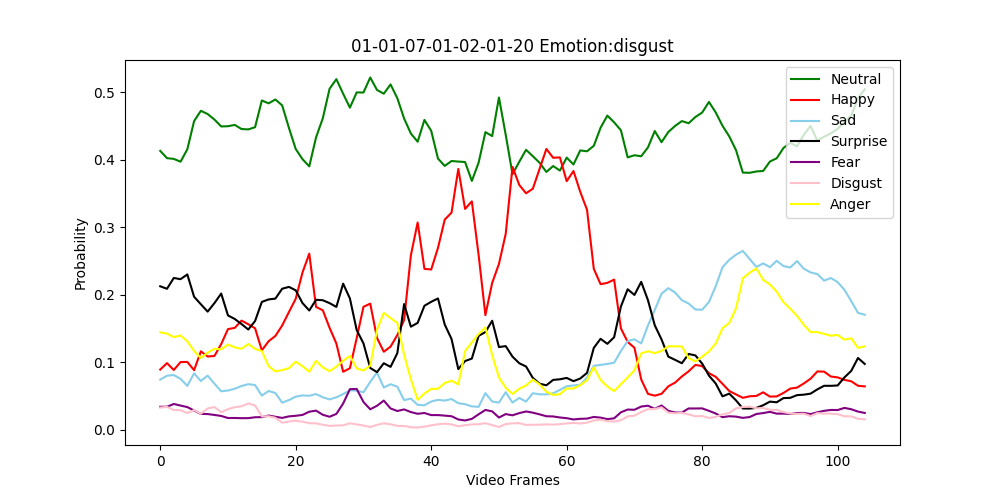 01-01-07-01-02-01-20 Emotion:disgust
Probability
0.5
0.4
0.3
0.2
0.1
0.0
Neutral
Happy
Sad
Surprise
Fear
Disgust
Anger
0 20 40 60 80 100
Video Frames